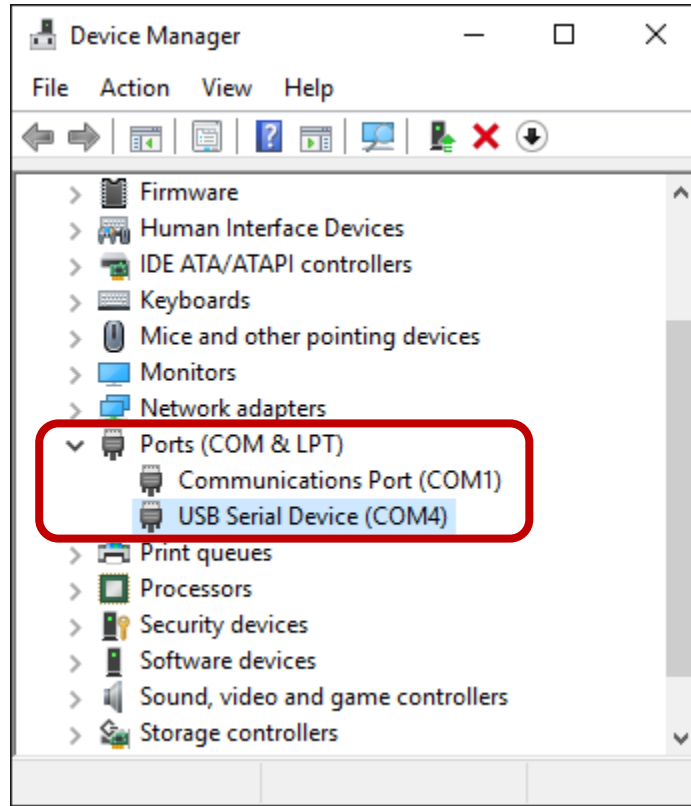 Device Manager
File Action View Help
Firmware
Human Interface Devices
IDE ATA/ATAPI controllers
Keyboards
Mice and other pointing devices
Monitors
Network adapters
Ports (COM & LPT)
Communications Port (COM1)
USB Serial Device (COM4)
Print queues
Processors
Security devices
Software devices
Sound, video and game controllers
Storage controllers